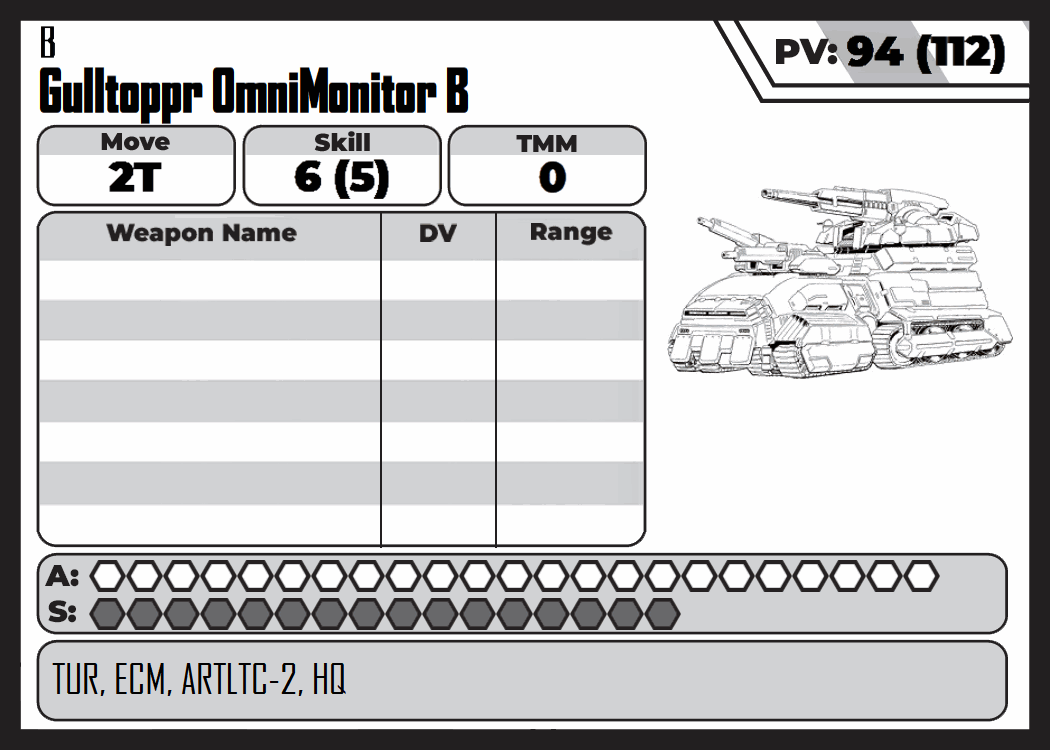 B
PV: 94 (112)
Gulltoppr OmniMonitor B
Move Skill TMM
2T 6 (5) 0
Weapon Name DV Range
A:
S:
TUR, ECM, ARTLTC-2, HQ